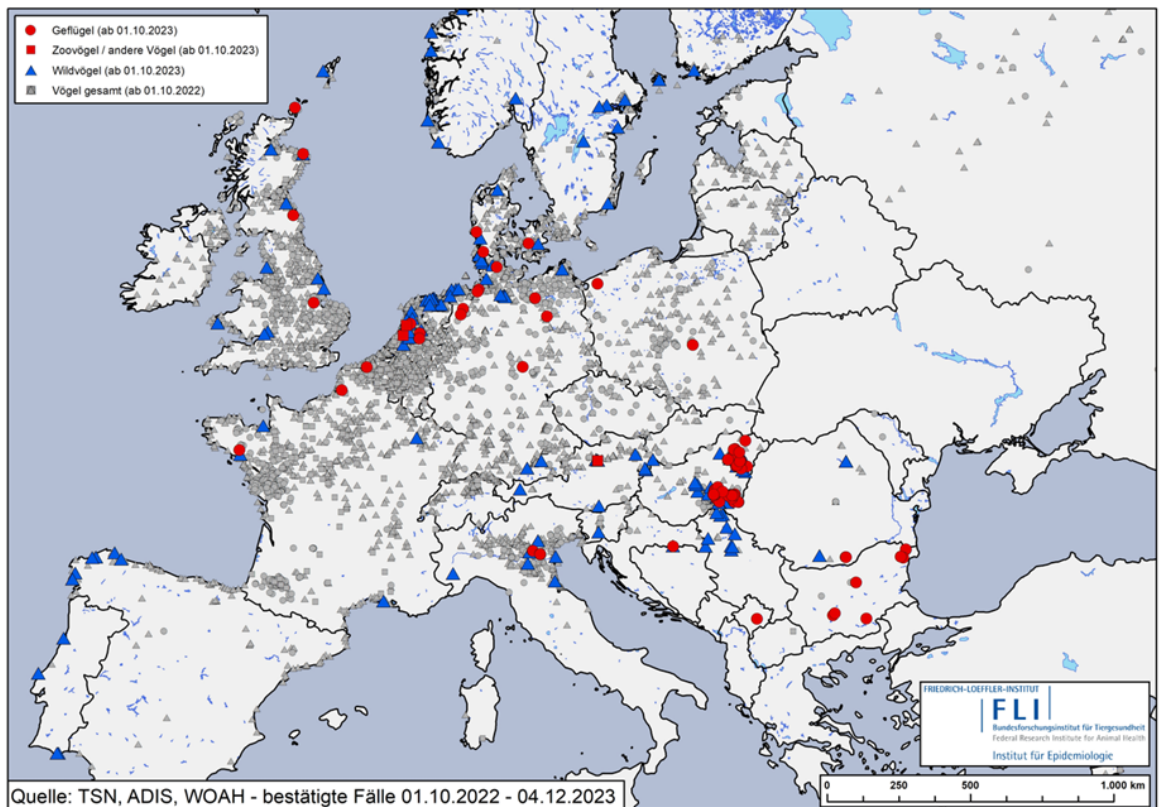 Geflügel (ab 01.10.2023)
Zoovögel / andere Vögel (ab 01.10.2023)
Wildvögel (ab 01.10.2023)
Vögel gesamt (ab 01.10.2022)
FRIEDRICH-LOEFFLER-INSTITUT
FLI
Bundesforschungsinstitut für Tiergesundheit
Federal Research Institute for Animal Health
Institut für Epidemiologie
Quelle: TSN, ADIS, WOAH - bestätigte Fälle 01.10.2022 - 04.12.2023
0 250 500 1.000 km